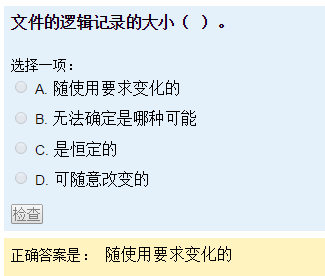 文件的逻辑记录的大小（ ）。
选择一项：
A. 随使用要求变化的
B. 无法确定是哪种可能
C. 是恒定的
D. 可随意改变的
检查
正确答案是： 随使用要求变化的